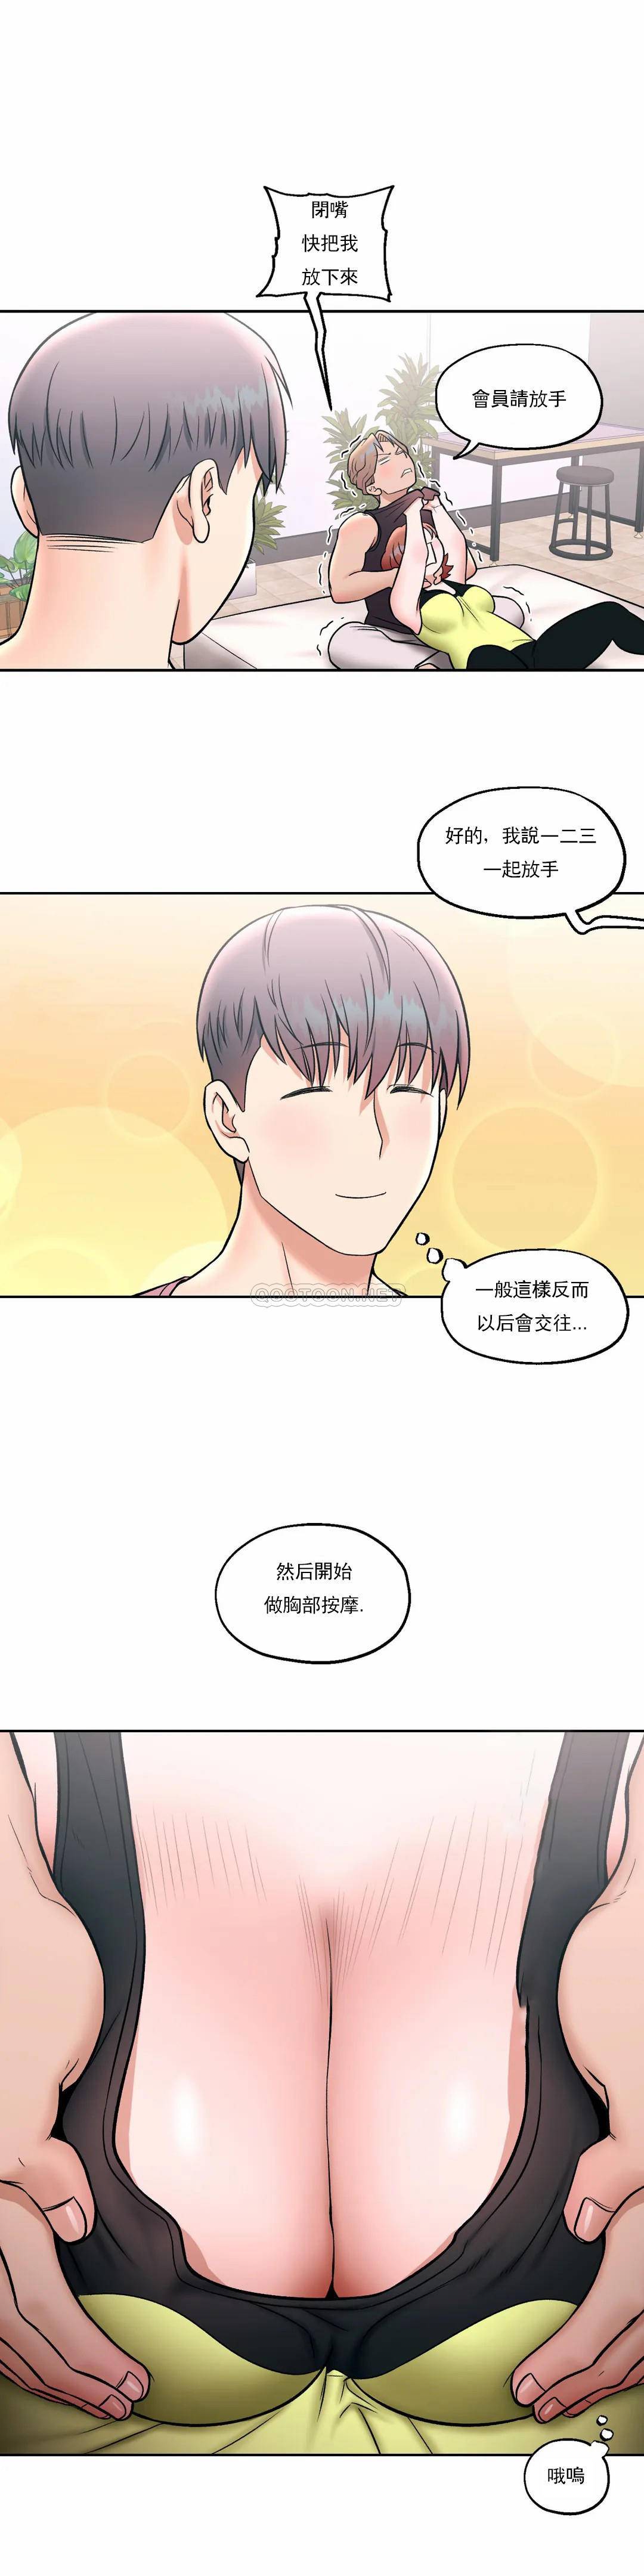 閉嘴
快把我
放下來
會員請放手
好的，我說一二三
一起放手
一般這樣反而
以后會交往...
QOCTOON.NET
然后開始
做胸部按摩.
哦嗚